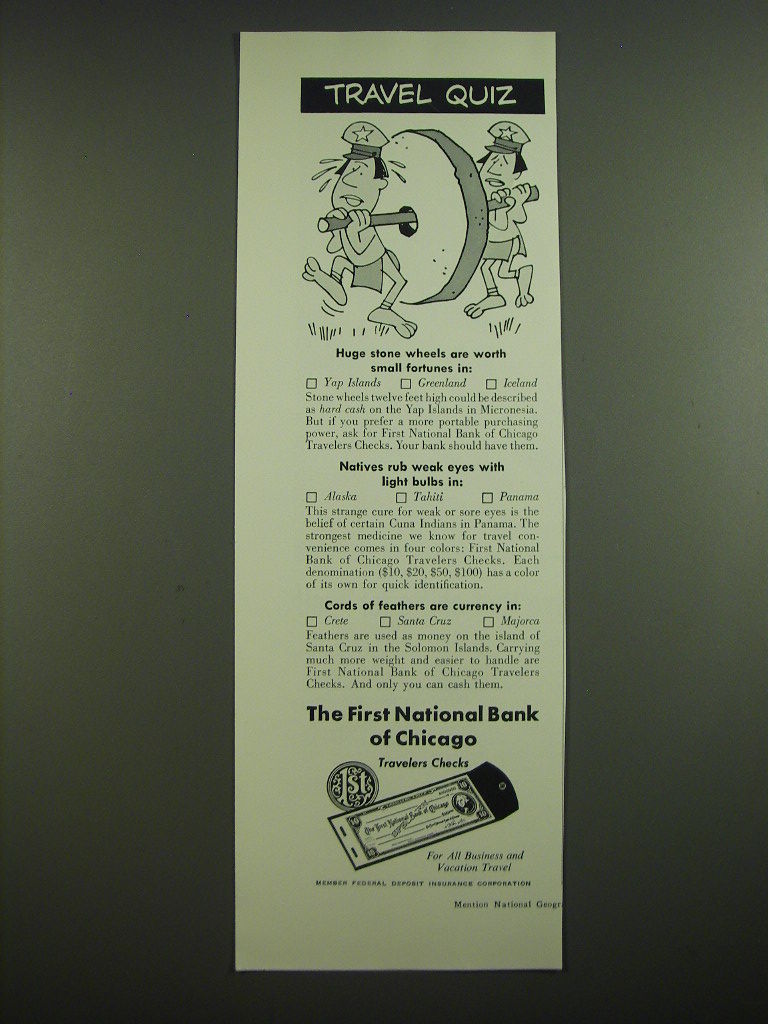 TRAVEL QUIZ
Huge stone wheels are worth
small fortunes in:
☐ Yap Islands ☐ Greenland ☐ Iceland
Stone wheels twelve feet high could be described
as hard cash on the Yap Islands in Micronesia.
But if you prefer a more portable purchasing
power, ask for First National Bank of Chicago
Travelers Checks. Your bank should have them.
Natives rub weak eyes with
light bulbs in:
☐ Alaska ☐ Tahiti ☐ Panama
This strange cure for weak or sore eyes is the
belief of certain Cuna Indians in Panama. The
strongest medicine we know for travel con-
venience comes in four colors: First National
Bank of Chicago Travelers Checks. Each
denomination ($10, $20, $50, $100) has a color
of its own for quick identification.
Cords of feathers are currency in:
☐ Crete ☐ Santa Cruz ☐ Majorca
Feathers are used as money on the island of
Santa Cruz in the Solomon Islands. Carrying
much more weight and easier to handle are
First National Bank of Chicago Travelers
Checks. And only you can cash them.
The First National Bank
of Chicago
Travelers Checks
1st
The First National Bank of Chicago
For All Business and
Vacation Travel
MEMBER FEDERAL DEPOSIT INSURANCE CORPORATION
Mention National Geogr